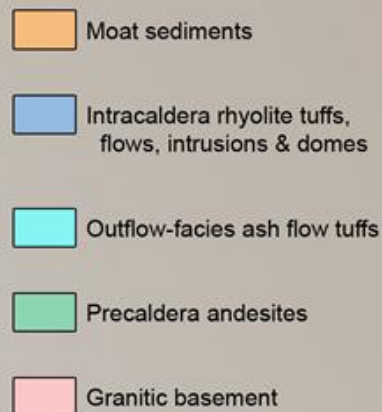 Moat sediments
Intracaldera rhyolite tuffs,
flows, intrusions & domes
Outflow-facies ash flow tuffs
Precaldera andesites
Granitic basement